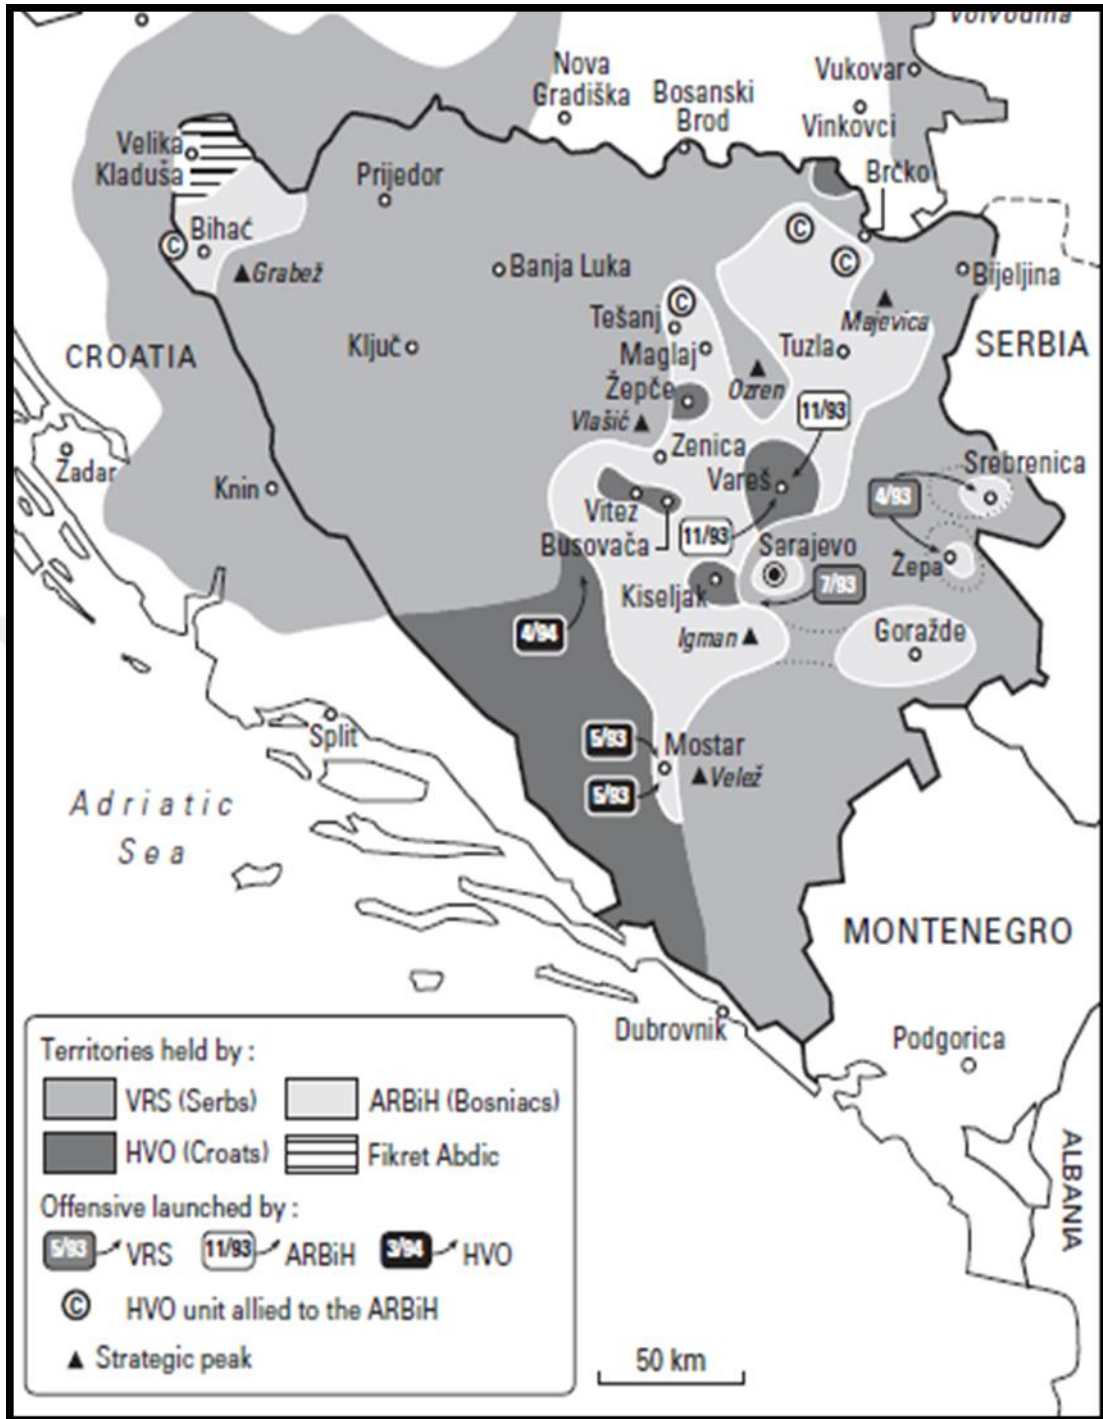 Voivodina
Nova
Gradiška
Bosanski
Brod
Vukovar
Vinkovci
Brčko
Velika
Kladuša
Prijedor
C
Bihać
Grabež
Banja Luka
C
C
Bijeljina
C
Tešanj
Majevica
CROATIA
Ključ
Maglaj
Tuzla
SERBIA
Žepče
Ozren
11/93
Vlašić
Zenica
Zadar
Knin
Vareš
Srebrenica
4/93
Vitez
11/93
Busovača
Sarajevo
Žepa
Kiseljak
7/93
4/94
Igman
Goražde
Split
5/93
Mostar
Velež
5/93
Adriatic
Sea
MONTENEGRO
Dubrovnik
Podgorica
ALBANIA
Territories held by :
VRS (Serbs)
ARBiH (Bosniacs)
HVO (Croats)
Fikret Abdic
Offensive launched by :
5/93 VRS
11/93 ARBiH
3/94 HVO
C HVO unit allied to the ARBiH
Strategic peak
50 km